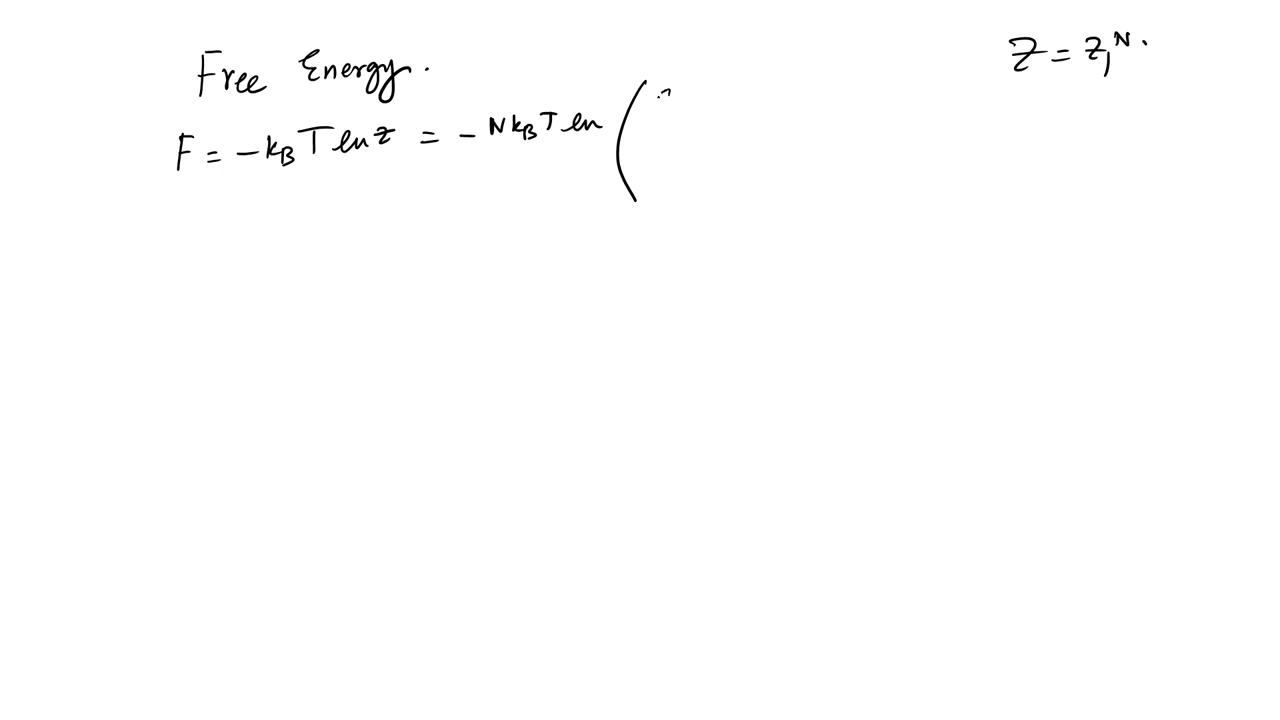 Free Energy.
Z = Z₁ᴺ.
F = -k_B T ln Z = - N k_B T ln (